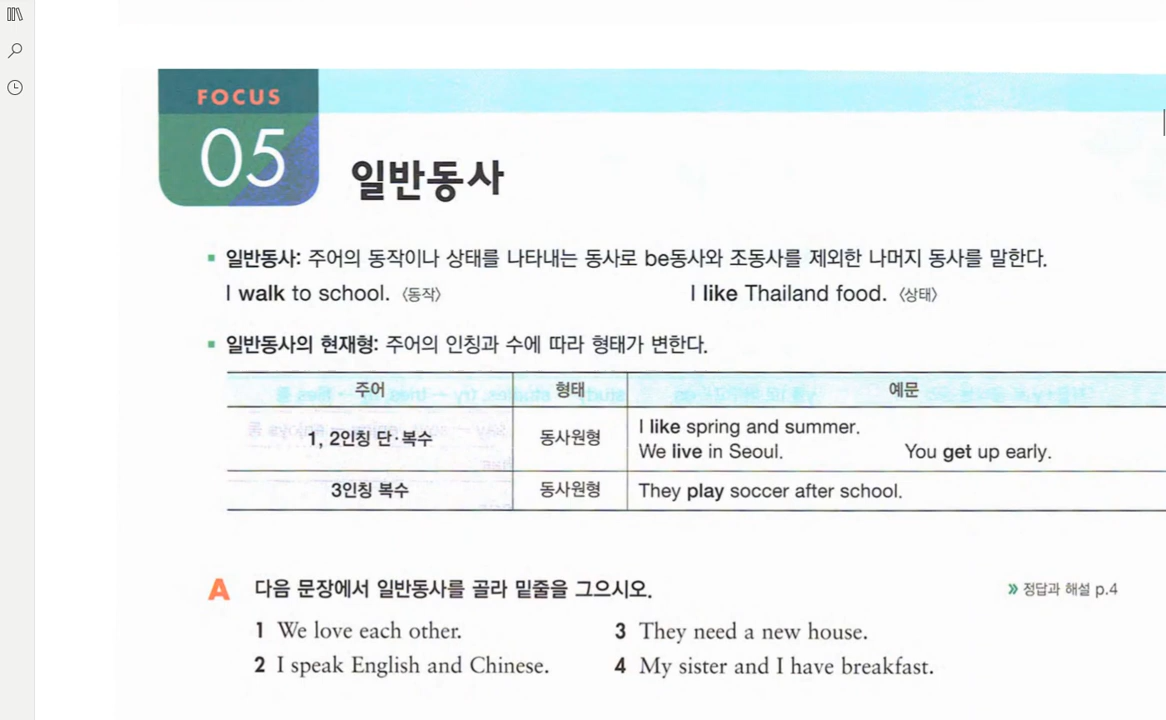 FOCUS
05
일반동사
일반동사: 주어의 동작이나 상태를 나타내는 동사로 be동사와 조동사를 제외한 나머지 동사를 말한다.
I walk to school. 〈동작〉 I like Thailand food. 〈상태〉
일반동사의 현재형: 주어의 인칭과 수에 따라 형태가 변한다.
주어 형태 예문
1, 2인칭 단·복수 동사원형 I like spring and summer.
We live in Seoul. You get up early.
3인칭 복수 동사원형 They play soccer after school.
A 다음 문장에서 일반동사를 골라 밑줄을 그으시오. » 정답과 해설 p.4
1 We love each other. 3 They need a new house.
2 I speak English and Chinese. 4 My sister and I have breakfast.